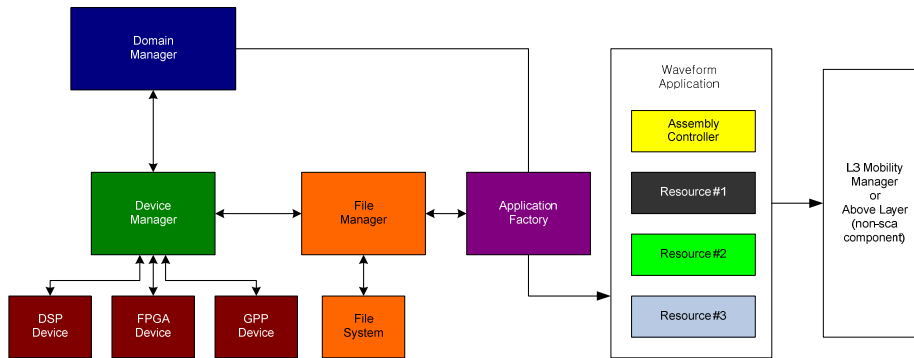 Domain
Manager
Waveform
Application
Assembly
Controller
Device
Manager
File
Manager
Application
Factory
Resource#1
Resource#2
Resource#3
L3 Mobility
Manager
or
Above Layer
(non-sca
component)
DSP
Device
FPGA
Device
GPP
Device
File
System